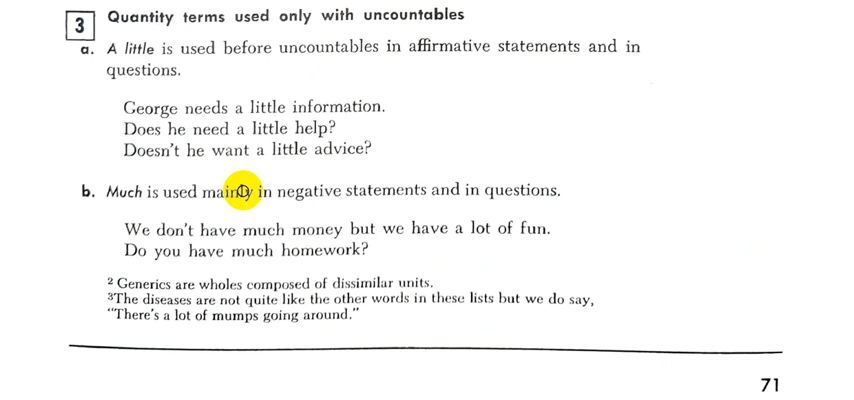 3 Quantity terms used only with uncountables
a. A little is used before uncountables in affirmative statements and in
questions.
George needs a little information.
Does he need a little help?
Doesn't he want a little advice?
b. Much is used mainly in negative statements and in questions.
We don't have much money but we have a lot of fun.
Do you have much homework?
2 Generics are wholes composed of dissimilar units.
3The diseases are not quite like the other words in these lists but we do say,
"There's a lot of mumps going around."
71